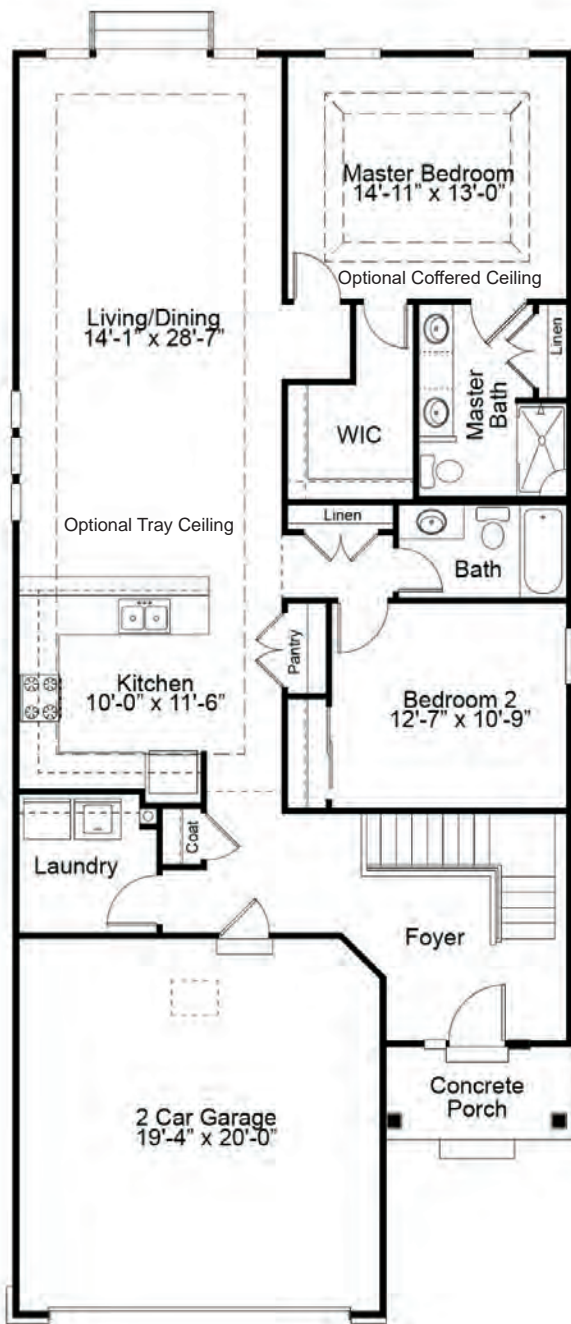 Master Bedroom
14'-11" x 13'-0"
Optional Coffered Ceiling
Living/Dining
14'-1" x 28'-7"
Linen
Master
Bath
WIC
Optional Tray Ceiling
Linen
Bath
Pantry
Kitchen
10'-0" x 11'-6"
Bedroom 2
12'-7" x 10'-9"
Coat
Laundry
Foyer
Concrete
Porch
2 Car Garage
19'-4" x 20'-0"